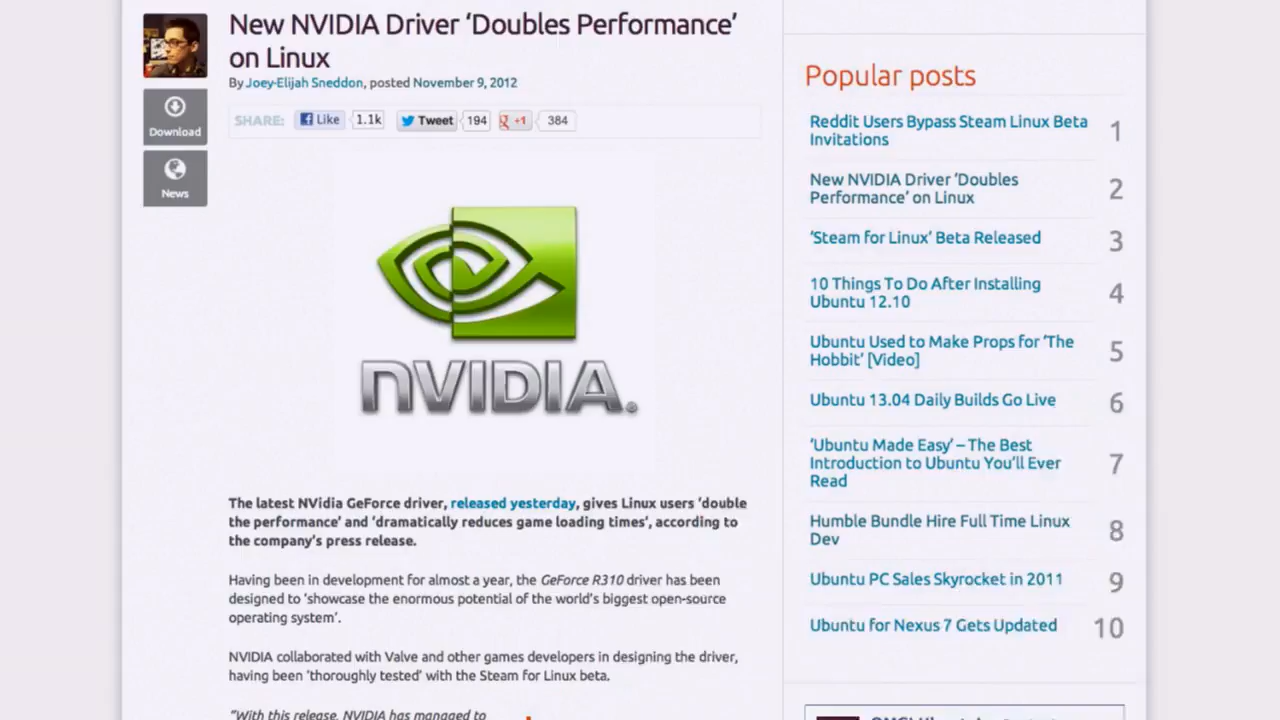 New NVIDIA Driver ‘Doubles Performance’
on Linux
By Joey-Elijah Sneddon, posted November 9, 2012
Download
News
SHARE: Like 1.1k Tweet 194 +1 384
NVIDIA.
The latest NVidia GeForce driver, released yesterday, gives Linux users ‘double
the performance’ and ‘dramatically reduces game loading times’, according to
the company’s press release.
Having been in development for almost a year, the GeForce R310 driver has been
designed to ‘showcase the enormous potential of the world’s biggest open-source
operating system’.
NVIDIA collaborated with Valve and other games developers in designing the driver,
having been ‘thoroughly tested’ with the Steam for Linux beta.
“With this release, NVIDIA has managed to
Popular posts
Reddit Users Bypass Steam Linux Beta
Invitations
1
New NVIDIA Driver ‘Doubles
Performance’ on Linux
2
‘Steam for Linux’ Beta Released
3
10 Things To Do After Installing
Ubuntu 12.10
4
Ubuntu Used to Make Props for ‘The
Hobbit’ [Video]
5
Ubuntu 13.04 Daily Builds Go Live
6
‘Ubuntu Made Easy’ – The Best
Introduction to Ubuntu You’ll Ever
Read
7
Humble Bundle Hire Full Time Linux
Dev
8
Ubuntu PC Sales Skyrocket in 2011
9
Ubuntu for Nexus 7 Gets Updated
10